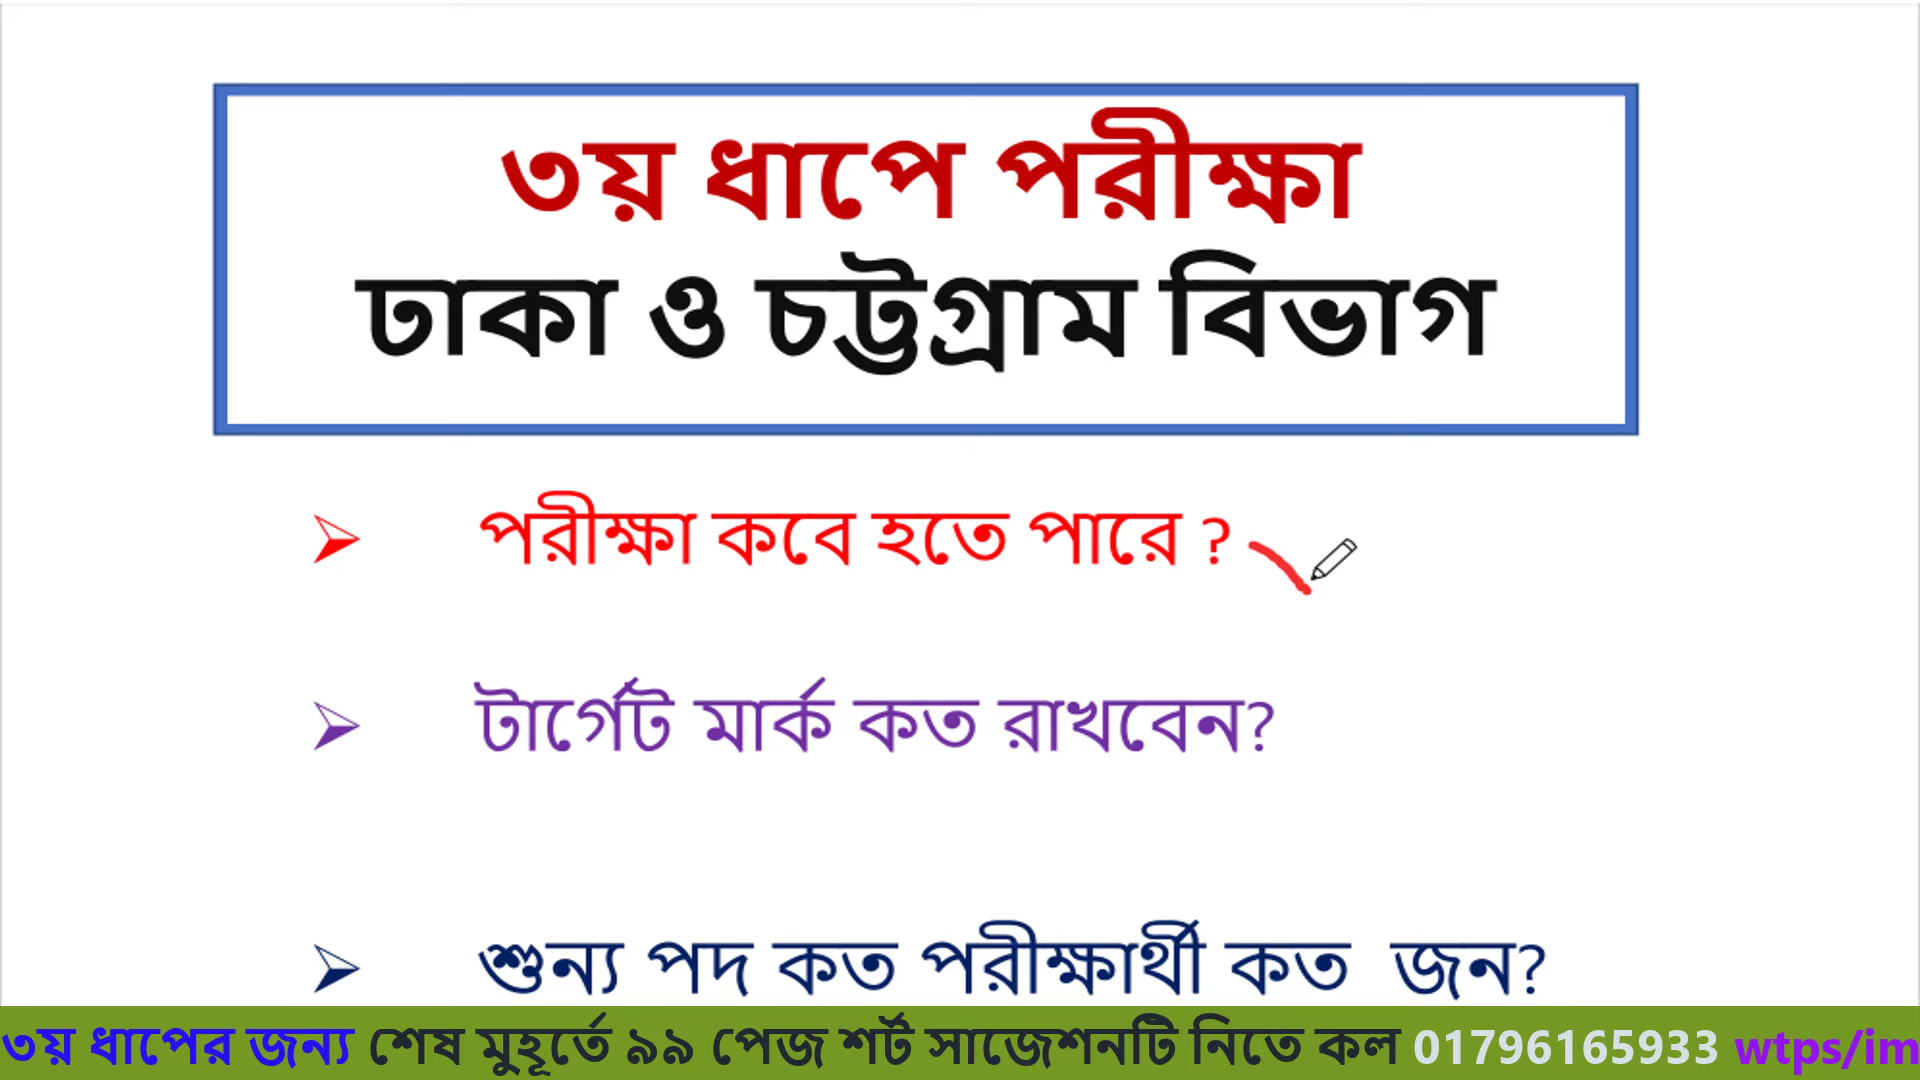 ৩য় ধাপে পরীক্ষা
ঢাকা ও চট্টগ্রাম বিভাগ
পরীক্ষা কবে হতে পারে ?
টার্গেট মার্ক কত রাখবেন?
শুন্য পদ কত পরীক্ষার্থী কত জন?
৩য় ধাপের জন্য শেষ মুহূর্তে ৯৯ পেজ শর্ট সাজেশনটি নিতে কল 01796165933 wtps/im